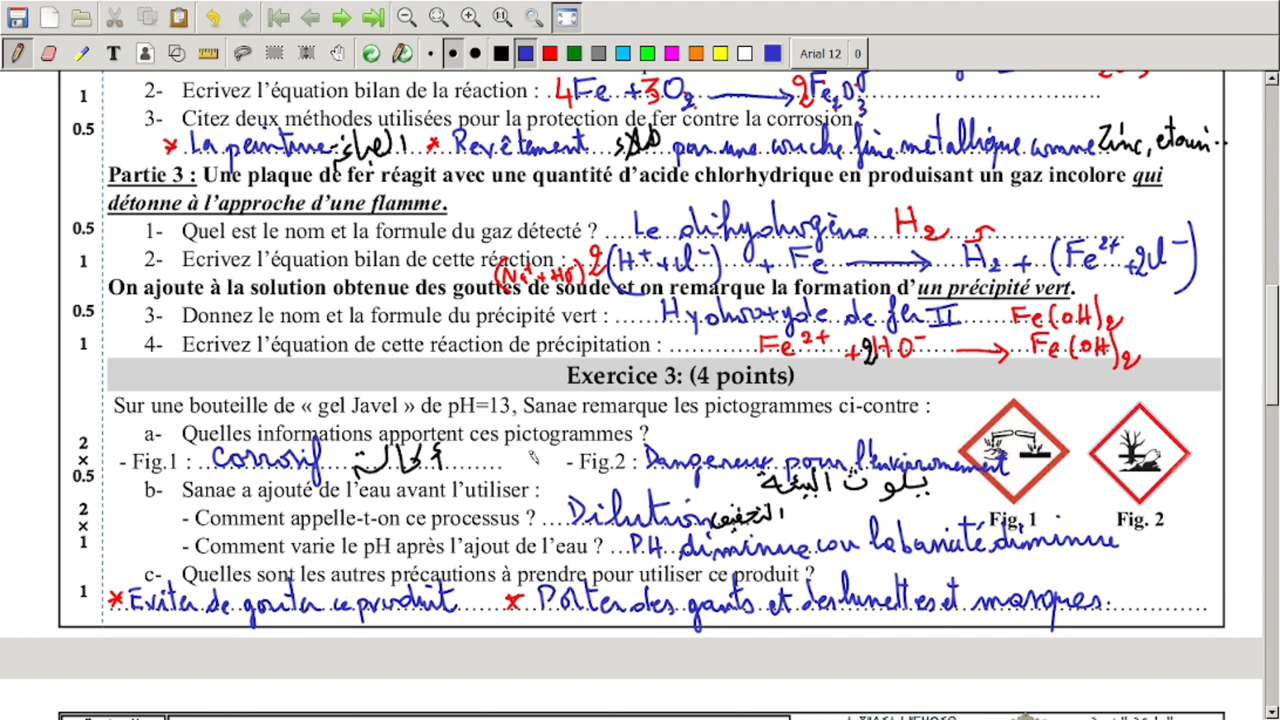 Arial 12 0
1 2- Ecrivez l'équation bilan de la réaction : 4Fe + 3O2 → 2Fe2O3
0.5 3- Citez deux méthodes utilisées pour la protection de fer contre la corrosion
* La peinture * Revêtement par une couche fine métallique comme Zinc, etain...
Partie 3 : Une plaque de fer réagit avec une quantité d'acide chlorhydrique en produisant un gaz incolore qui
détonne à l'approche d'une flamme.
0.5 1- Quel est le nom et la formule du gaz détecté ? Le dihydrogène H2
1 2- Ecrivez l'équation bilan de cette réaction : 2(H+ + Cl-) + Fe → H2 + (Fe2+ + 2Cl-)
(Na+ + HO-)
On ajoute à la solution obtenue des gouttes de soude et on remarque la formation d'un précipité vert.
0.5 3- Donnez le nom et la formule du précipité vert : Hydroxyde de fer II Fe(OH)2
1 4- Ecrivez l'équation de cette réaction de précipitation : Fe2+ + 2HO- → Fe(OH)2
Exercice 3: (4 points)
Sur une bouteille de « gel Javel » de pH=13, Sanae remarque les pictogrammes ci-contre :
a- Quelles informations apportent ces pictogrammes ?
2 × 0.5 - Fig.1 : corrosif أكالة - Fig.2 : Dangereux pour l'environnement
b- Sanae a ajouté de l'eau avant l'utiliser : بلوث البيئة
2 × 1 - Comment appelle-t-on ce processus ? Dilution التخفيف
Fig. 1 Fig. 2
- Comment varie le pH après l'ajout de l'eau ? PH diminue ou la basicité diminue
c- Quelles sont les autres précautions à prendre pour utiliser ce produit ?
1 * Eviter de goûter ce produit * Porter des gants et des lunettes et masques.